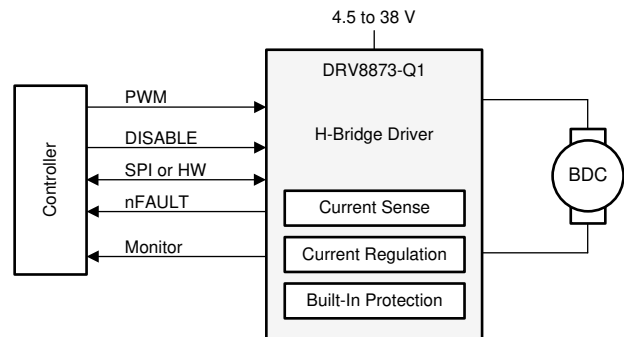 4.5 to 38 V
DRV8873-Q1
H-Bridge Driver
Controller
PWM
DISABLE
SPI or HW
nFAULT
Monitor
Current Sense
Current Regulation
Built-In Protection
BDC